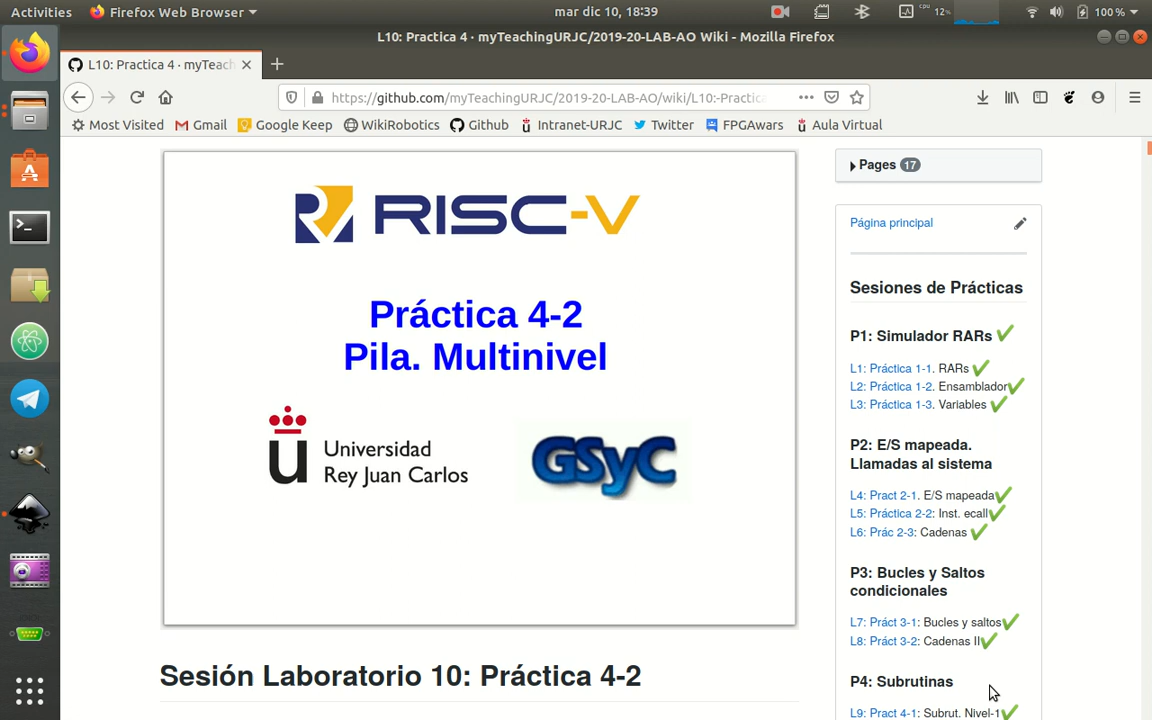 Activities
Firefox Web Browser
mar dic 10, 18:39
cpu
12%
100 %
L10: Practica 4 · myTeachingURJC/2019-20-LAB-AO Wiki - Mozilla Firefox
L10: Practica 4 · myTeach
https://github.com/myTeachingURJC/2019-20-LAB-AO/wiki/L10:-Practica
Most Visited
Gmail
Google Keep
WikiRobotics
Github
Intranet-URJC
Twitter
FPGAwars
Aula Virtual
RISC-V
Práctica 4-2
Pila. Multinivel
Universidad
Rey Juan Carlos
GSyC
Sesión Laboratorio 10: Práctica 4-2
Pages 17
Página principal
Sesiones de Prácticas
P1: Simulador RARs
L1: Práctica 1-1. RARs
L2: Práctica 1-2. Ensamblador
L3: Práctica 1-3. Variables
P2: E/S mapeada.
Llamadas al sistema
L4: Pract 2-1. E/S mapeada
L5: Práctica 2-2: Inst. ecall
L6: Prác 2-3: Cadenas
P3: Bucles y Saltos
condicionales
L7: Práct 3-1: Bucles y saltos
L8: Práct 3-2: Cadenas II
P4: Subrutinas
L9: Pract 4-1: Subrut. Nivel-1